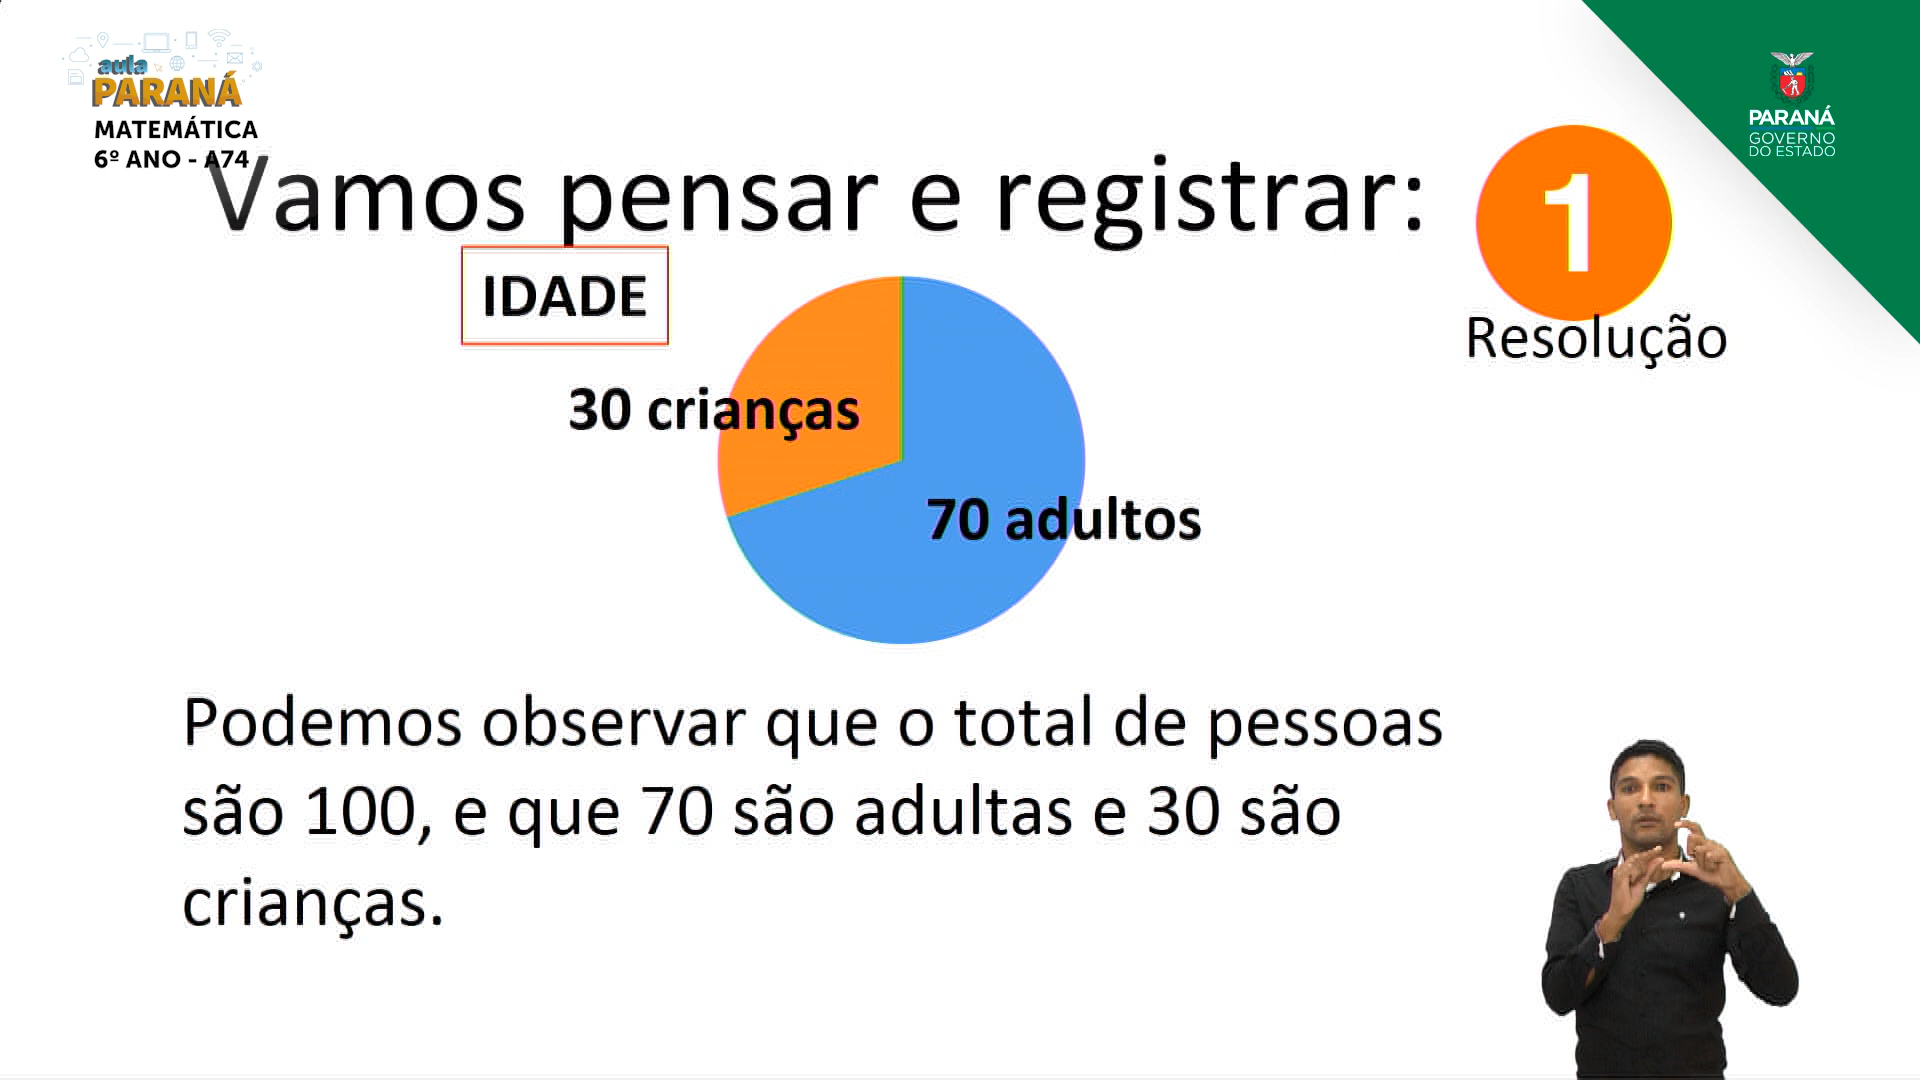 aula
PARANÁ
MATEMÁTICA
6º ANO - A74
PARANÁ
GOVERNO
DO ESTADO
Vamos pensar e registrar:
1
Resolução
IDADE
30 crianças
70 adultos
Podemos observar que o total de pessoas
são 100, e que 70 são adultas e 30 são
crianças.